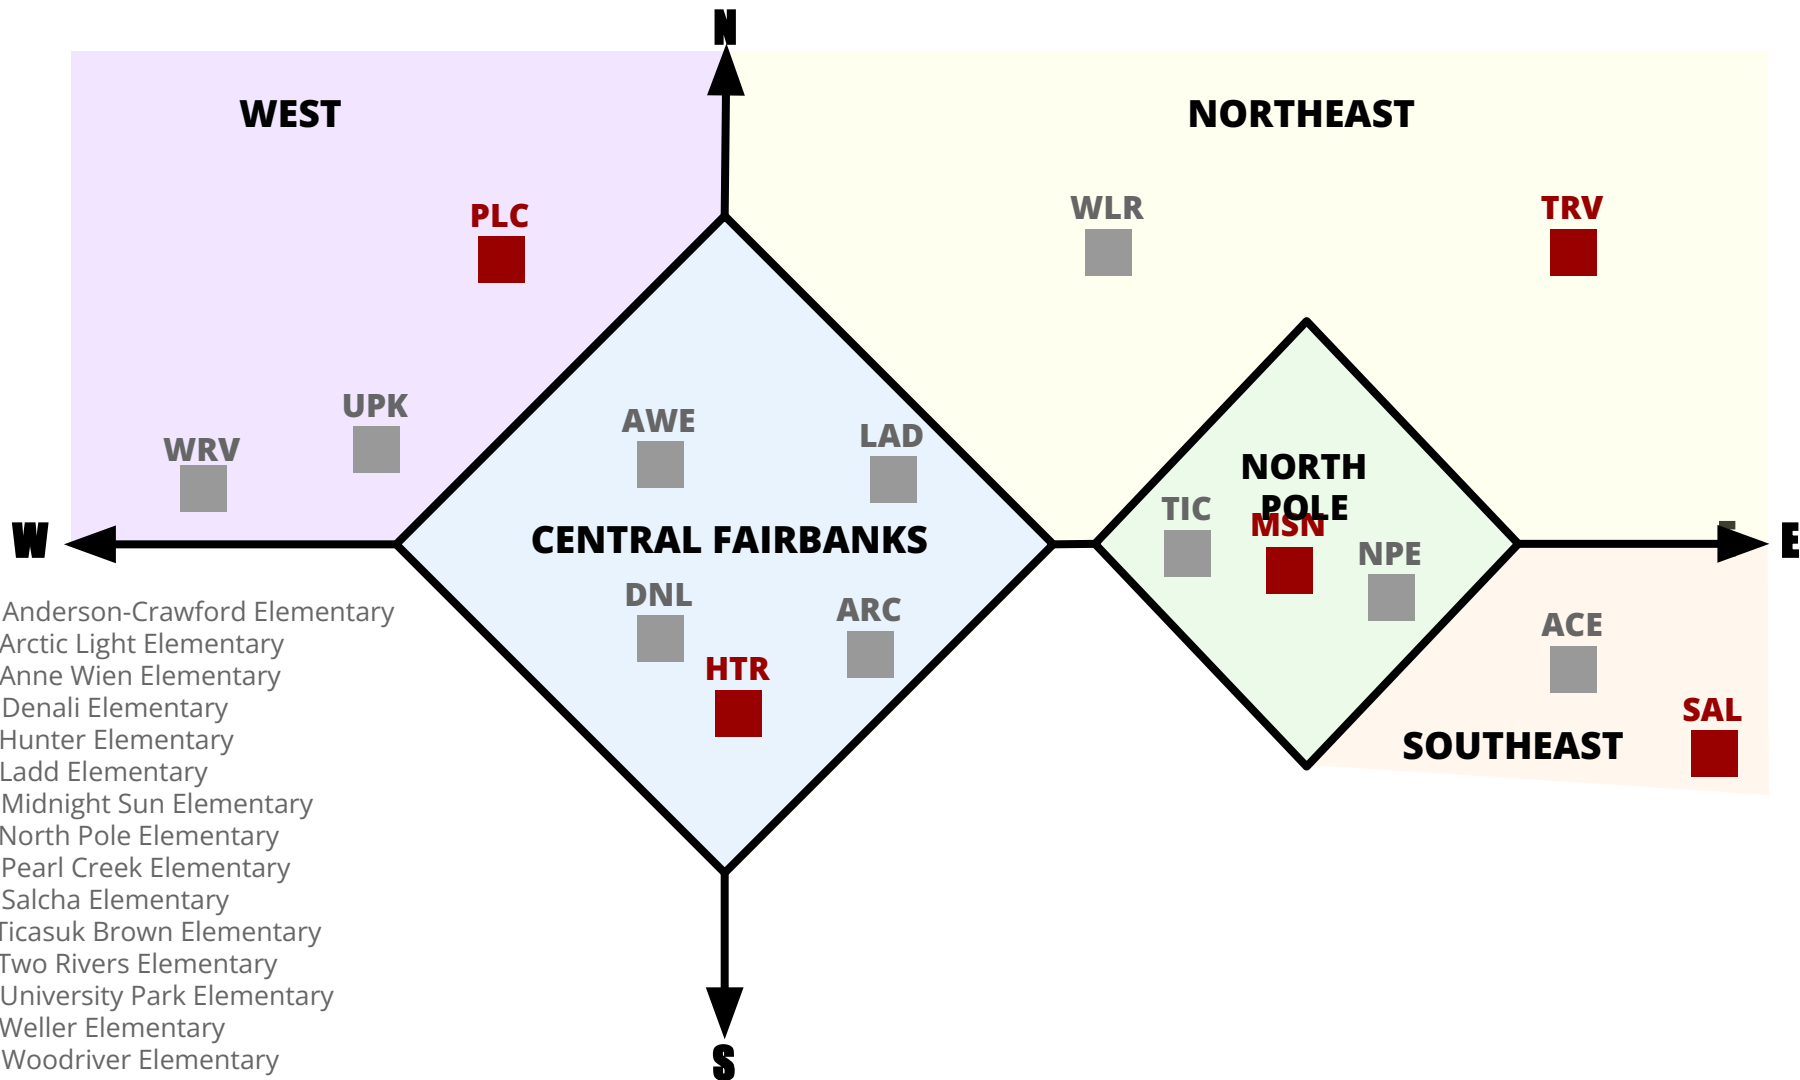 N
WEST
NORTHEAST
PLC
WLR
TRV
UPK
WRV
AWE
LAD
NORTH
POLE
TIC
MSN
NPE
W
CENTRAL FAIRBANKS
E
DNL
ARC
HTR
ACE
SAL
SOUTHEAST
Anderson-Crawford Elementary
Arctic Light Elementary
Anne Wien Elementary
Denali Elementary
Hunter Elementary
Ladd Elementary
Midnight Sun Elementary
North Pole Elementary
Pearl Creek Elementary
Salcha Elementary
Ticasuk Brown Elementary
Two Rivers Elementary
University Park Elementary
Weller Elementary
Woodriver Elementary
S